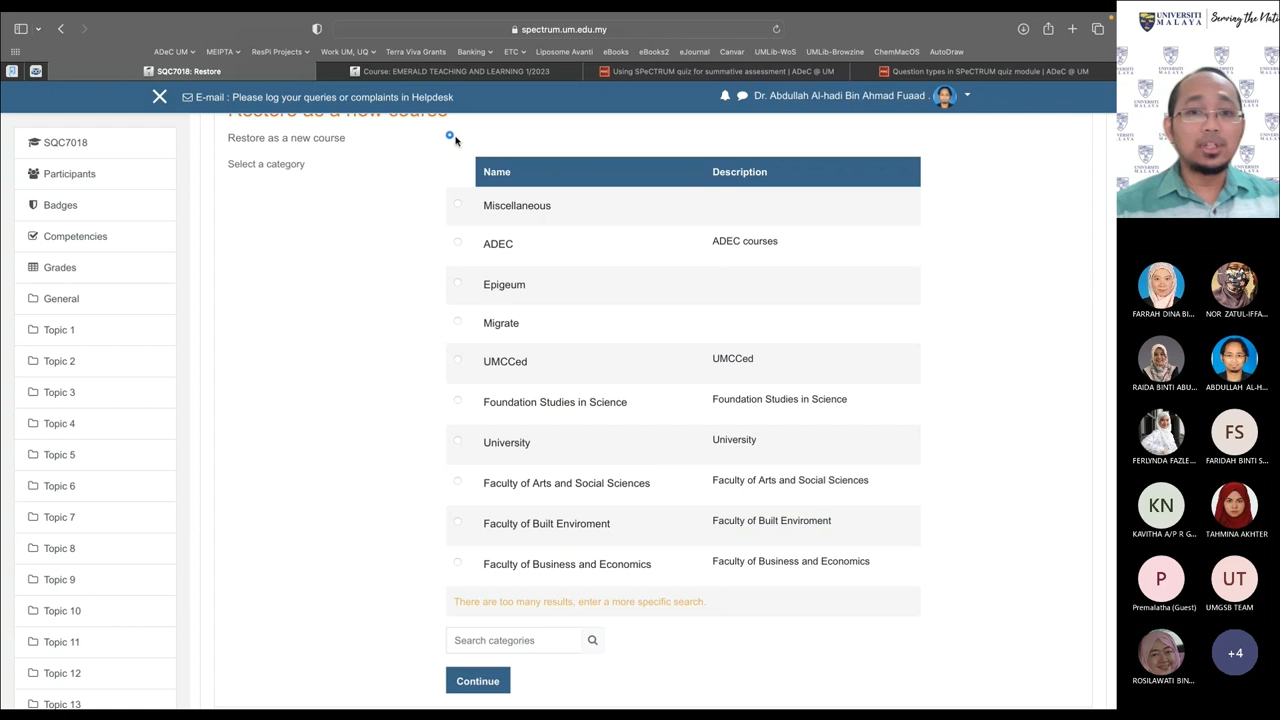 spectrum.um.edu.my
ADeC UM
MEIPTA
ResPi Projects
Work UM, UQ
Terra Viva Grants
Banking
ETC
Liposome Avanti
eBooks
eBooks2
eJournal
Canvar
UMLib-WoS
UMLib-Browzine
ChemMacOS
AutoDraw
SQC7018: Restore
Course: EMERALD TEACHING AND LEARNING 1/2023
Using SPeCTRUM quiz for summative assessment | ADeC @ UM
Question types in SPeCTRUM quiz module | ADeC @ UM
E-mail : Please log your queries or complaints in Helpdesk
Dr. Abdullah Al-hadi Bin Ahmad Fuaad .
SQC7018
Participants
Badges
Competencies
Grades
General
Topic 1
Topic 2
Topic 3
Topic 4
Topic 5
Topic 6
Topic 7
Topic 8
Topic 9
Topic 10
Topic 11
Topic 12
Topic 13
Restore as a new course
Restore as a new course
Select a category
Name Description
Miscellaneous
ADEC ADEC courses
Epigeum
Migrate
UMCCed UMCCed
Foundation Studies in Science Foundation Studies in Science
University University
Faculty of Arts and Social Sciences Faculty of Arts and Social Sciences
Faculty of Built Enviroment Faculty of Built Enviroment
Faculty of Business and Economics Faculty of Business and Economics
There are too many results, enter a more specific search.
Search categories
Continue
UNIVERSITI
MALAYA
Serving the Nati
FARRAH DINA BI...
NOR ZATUL-IFFA...
RAIDA BINTI ABU...
ABDULLAH AL-H...
FERLYNDA FAZLE...
FS
FARIDAH BINTI S...
KN
KAVITHA A/P R G...
TAHMINA AKHTER
P
Premalatha (Guest)
UT
UMGSB TEAM
ROSILAWATI BIN...
+4